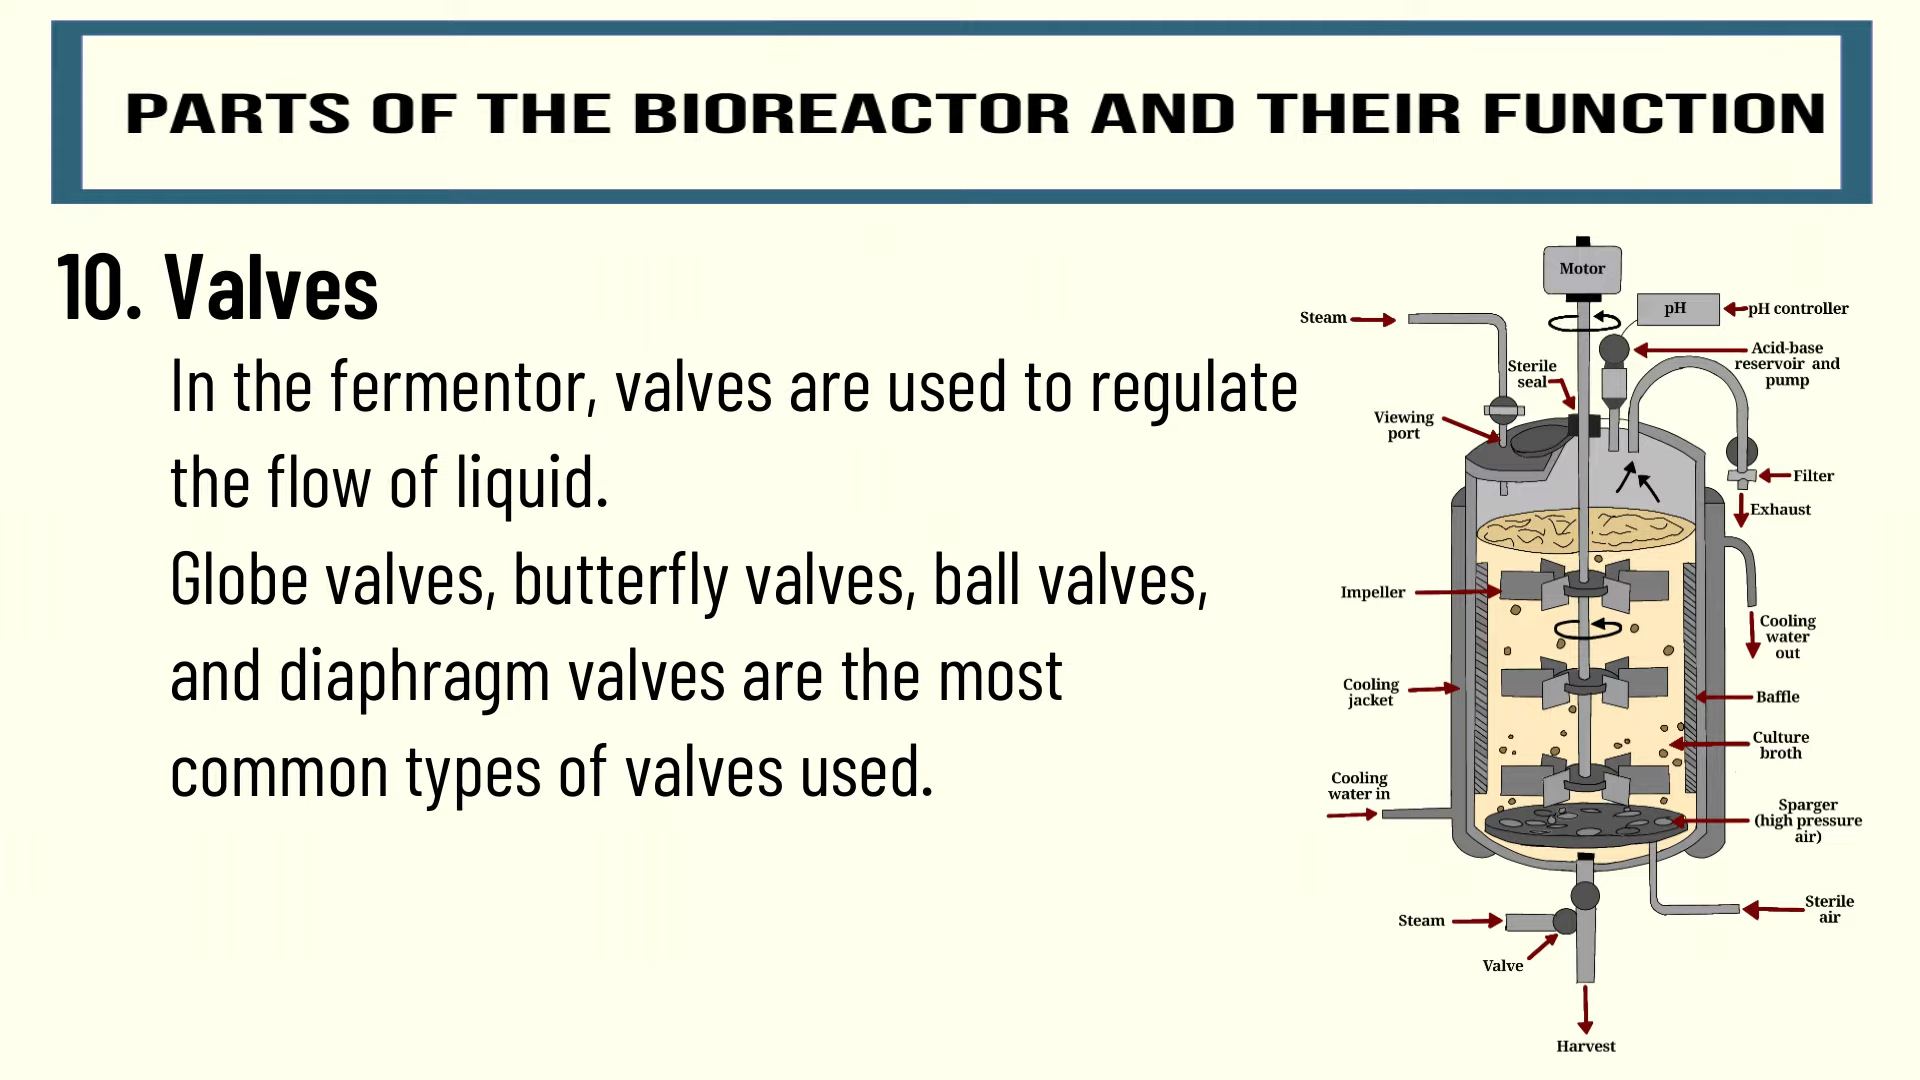 PARTS OF THE BIOREACTOR AND THEIR FUNCTION
10. Valves
In the fermentor, valves are used to regulate
the flow of liquid.
Globe valves, butterfly valves, ball valves,
and diaphragm valves are the most
common types of valves used.
Motor
Steam
pH
pH controller
Acid-base
reservoir and
pump
Sterile
seal
Viewing
port
Filter
Exhaust
Impeller
Cooling
water
out
Cooling
jacket
Baffle
Culture
broth
Cooling
water in
Sparger
(high pressure
air)
Sterile
air
Steam
Valve
Harvest